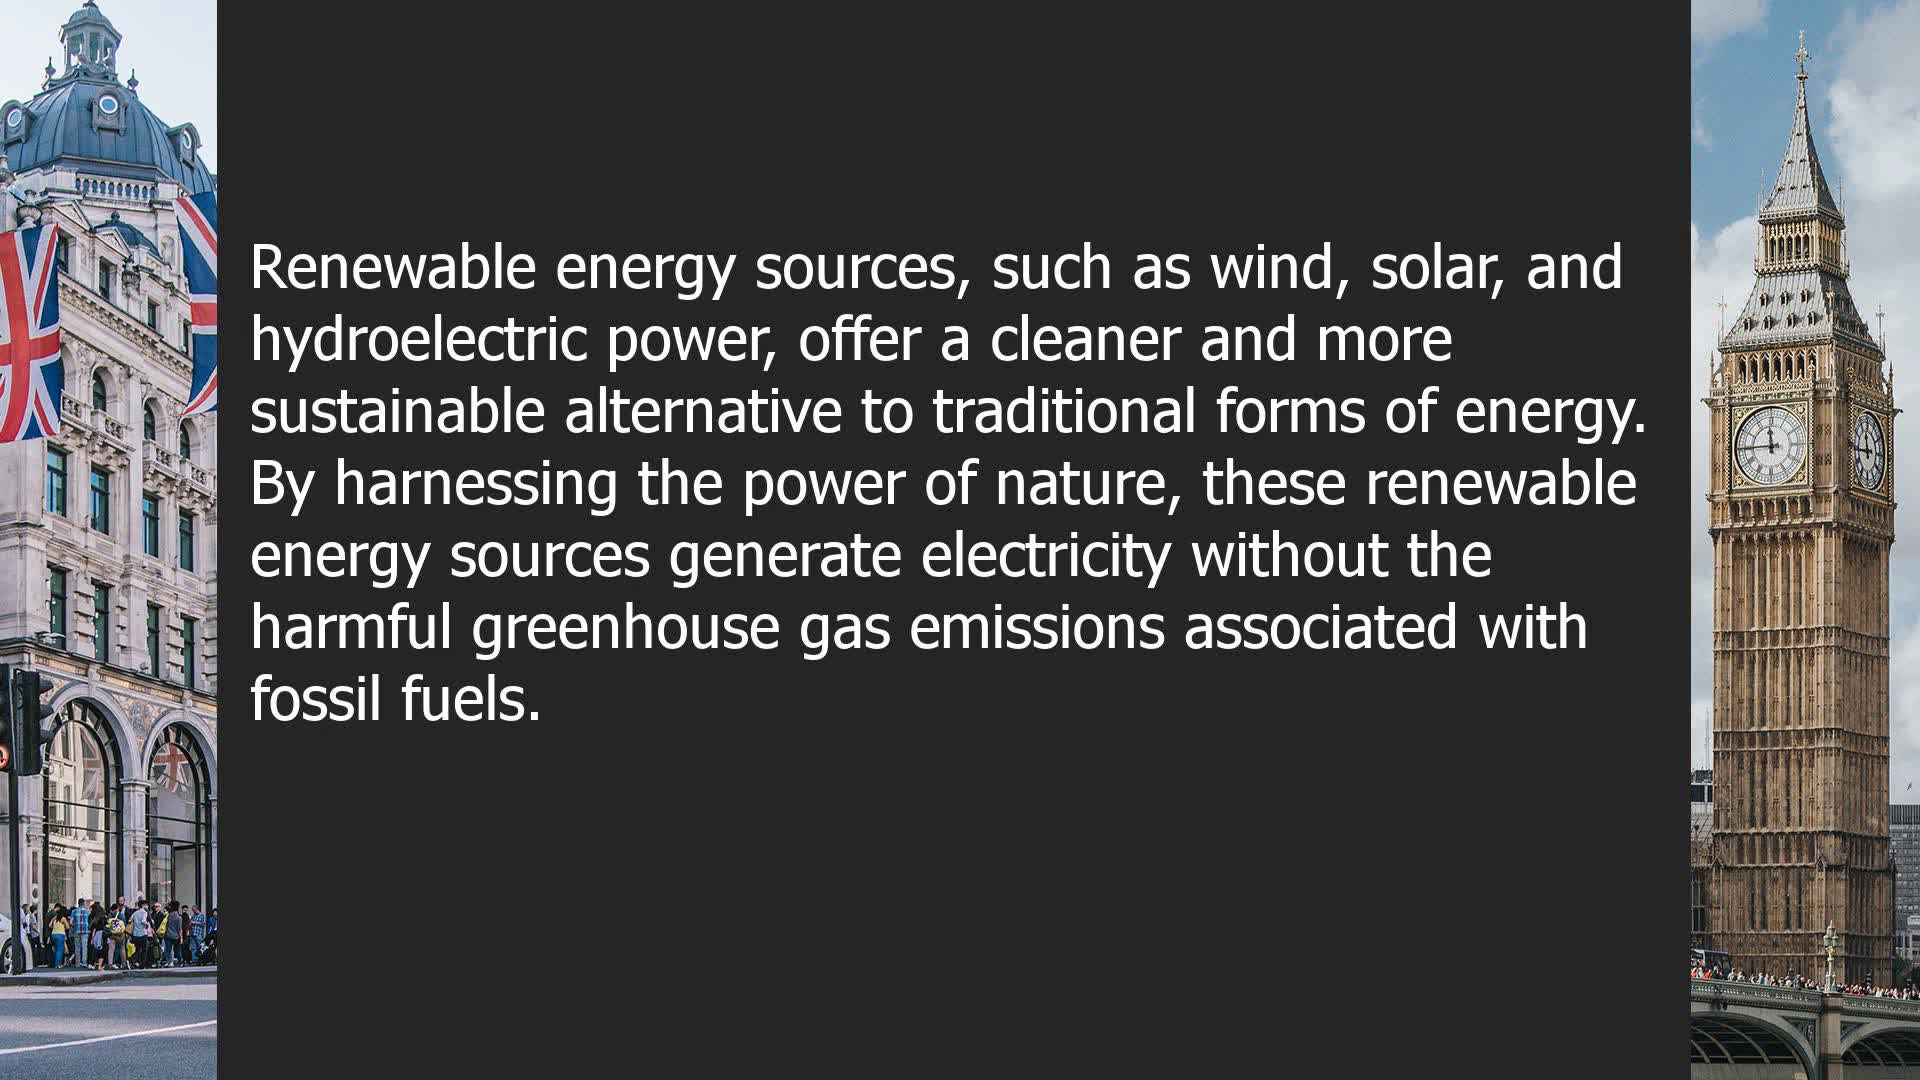 Renewable energy sources, such as wind, solar, and
hydroelectric power, offer a cleaner and more
sustainable alternative to traditional forms of energy.
By harnessing the power of nature, these renewable
energy sources generate electricity without the
harmful greenhouse gas emissions associated with
fossil fuels.